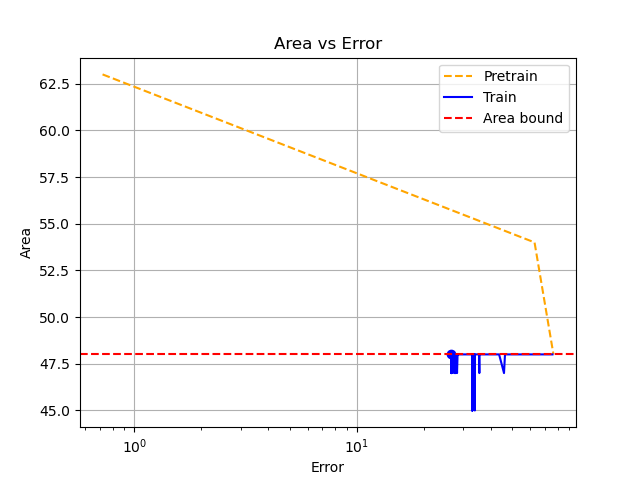 Area vs Error
Pretrain
Train
Area bound
62.5
60.0
57.5
55.0
52.5
50.0
47.5
45.0
Area
10⁰
10¹
Error